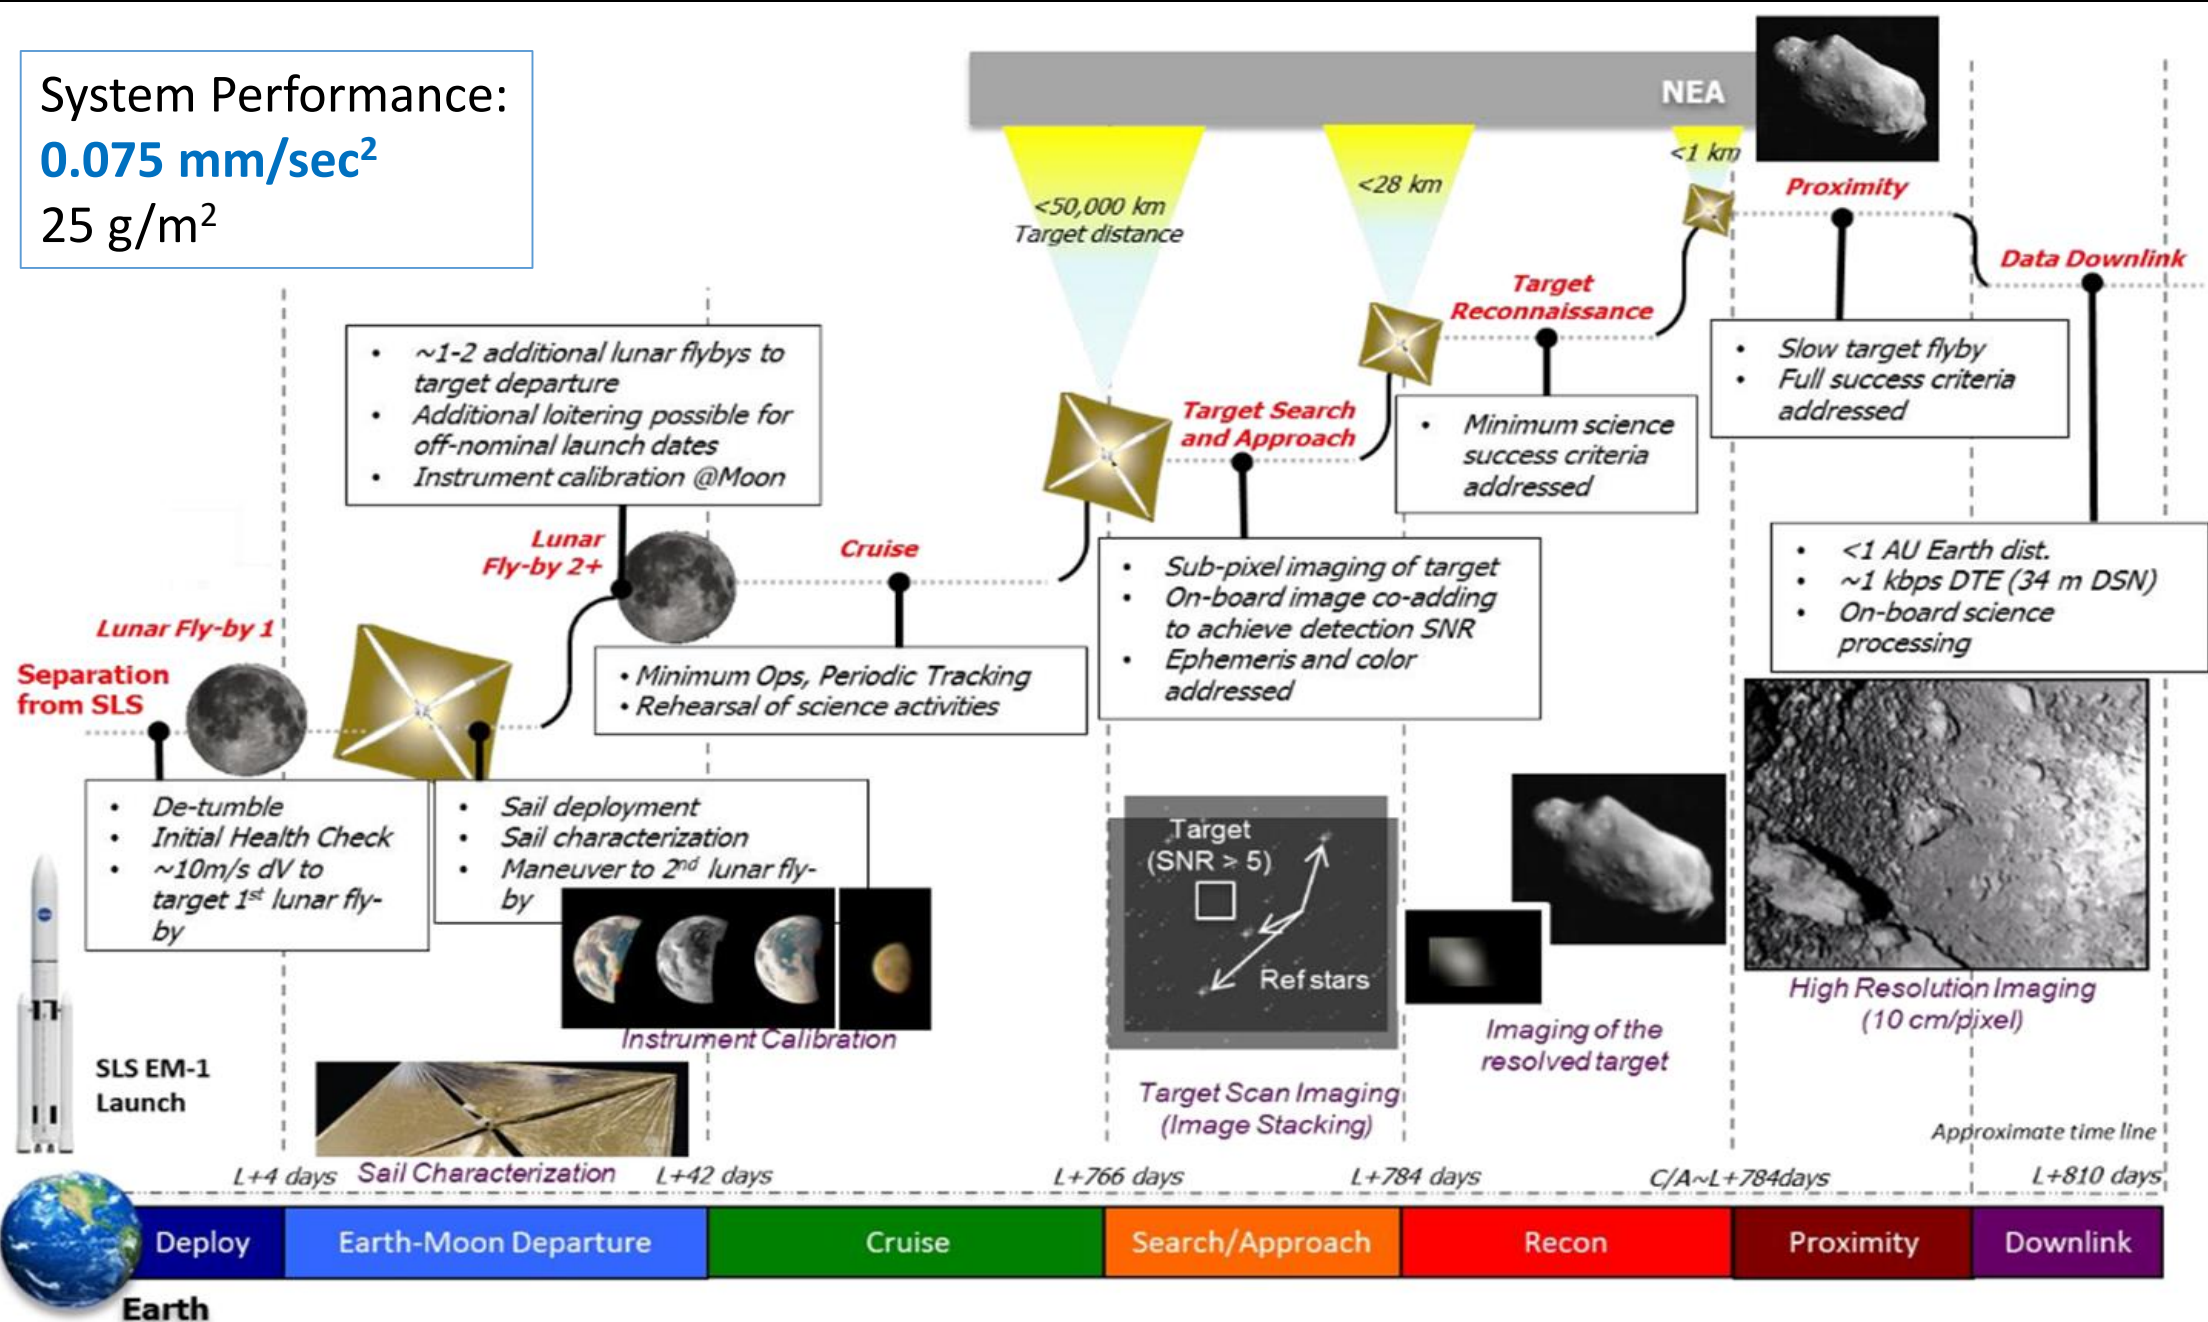 System Performance:
0.075 mm/sec²
25 g/m²
NEA
<50,000 km
Target distance
<28 km
<1 km
Proximity
Data Downlink
Target
Reconnaissance
• Slow target flyby
• Full success criteria
addressed
• ~1-2 additional lunar flybys to
target departure
• Additional loitering possible for
off-nominal launch dates
• Instrument calibration @Moon
Target Search
and Approach
• Minimum science
success criteria
addressed
Lunar
Fly-by 2+
Cruise
• Sub-pixel imaging of target
• On-board image co-adding
to achieve detection SNR
• Ephemeris and color
addressed
• <1 AU Earth dist.
• ~1 kbps DTE (34 m DSN)
• On-board science
processing
Lunar Fly-by 1
Separation
from SLS
• Minimum Ops, Periodic Tracking
• Rehearsal of science activities
• De-tumble
• Initial Health Check
• ~10m/s dV to
target 1st lunar fly-
by
• Sail deployment
• Sail characterization
• Maneuver to 2nd lunar fly-
by
Target
(SNR > 5)
Ref stars
High Resolution Imaging
(10 cm/pixel)
Instrument Calibration
Imaging of the
resolved target
SLS EM-1
Launch
Target Scan Imaging
(Image Stacking)
Approximate time line
L+4 days
Sail Characterization
L+42 days
L+766 days
L+784 days
C/A~L+784days
L+810 days
Deploy
Earth-Moon Departure
Cruise
Search/Approach
Recon
Proximity
Downlink
Earth